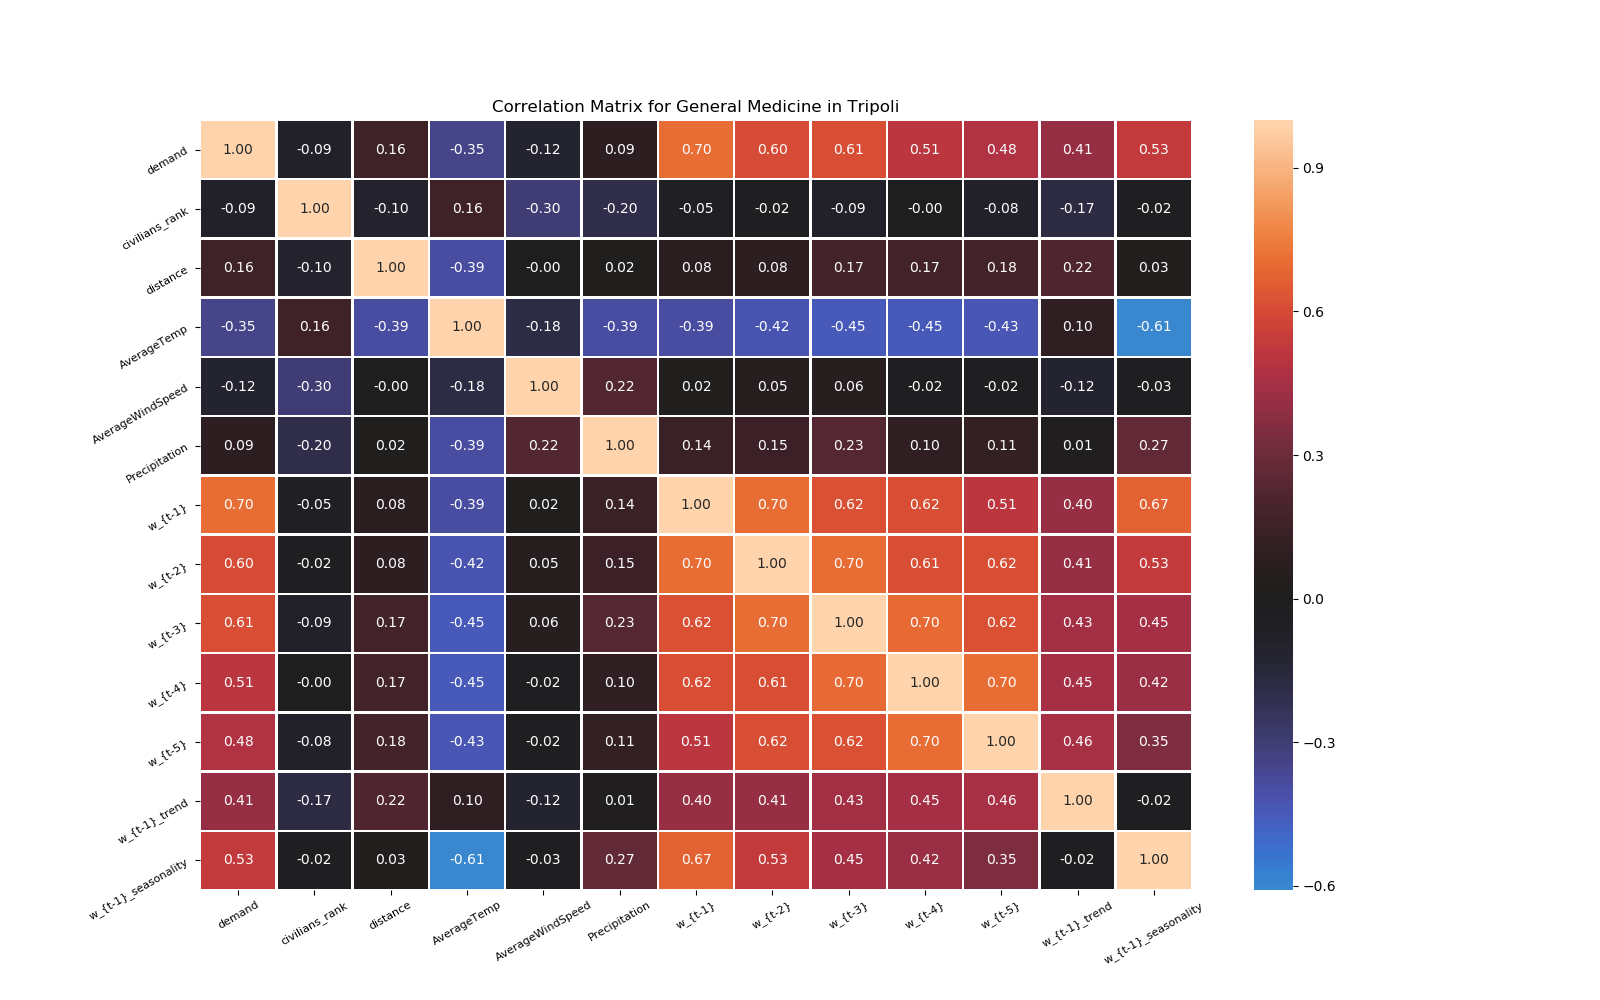 Correlation Matrix for General Medicine in Tripoli
demand 1.00 -0.09 0.16 -0.35 -0.12 0.09 0.70 0.60 0.61 0.51 0.48 0.41 0.53
civilians_rank -0.09 1.00 -0.10 0.16 -0.30 -0.20 -0.05 -0.02 -0.09 -0.00 -0.08 -0.17 -0.02
distance 0.16 -0.10 1.00 -0.39 -0.00 0.02 0.08 0.08 0.17 0.17 0.18 0.22 0.03
AverageTemp -0.35 0.16 -0.39 1.00 -0.18 -0.39 -0.39 -0.42 -0.45 -0.45 -0.43 0.10 -0.61
AverageWindSpeed -0.12 -0.30 -0.00 -0.18 1.00 0.22 0.02 0.05 0.06 -0.02 -0.02 -0.12 -0.03
Precipitation 0.09 -0.20 0.02 -0.39 0.22 1.00 0.14 0.15 0.23 0.10 0.11 0.01 0.27
w_{t-1} 0.70 -0.05 0.08 -0.39 0.02 0.14 1.00 0.70 0.62 0.62 0.51 0.40 0.67
w_{t-2} 0.60 -0.02 0.08 -0.42 0.05 0.15 0.70 1.00 0.70 0.61 0.62 0.41 0.53
w_{t-3} 0.61 -0.09 0.17 -0.45 0.06 0.23 0.62 0.70 1.00 0.70 0.62 0.43 0.45
w_{t-4} 0.51 -0.00 0.17 -0.45 -0.02 0.10 0.62 0.61 0.70 1.00 0.70 0.45 0.42
w_{t-5} 0.48 -0.08 0.18 -0.43 -0.02 0.11 0.51 0.62 0.62 0.70 1.00 0.46 0.35
w_{t-1}_trend 0.41 -0.17 0.22 0.10 -0.12 0.01 0.40 0.41 0.43 0.45 0.46 1.00 -0.02
w_{t-1}_seasonality 0.53 -0.02 0.03 -0.61 -0.03 0.27 0.67 0.53 0.45 0.42 0.35 -0.02 1.00
demand civilians_rank distance AverageTemp AverageWindSpeed Precipitation w_{t-1} w_{t-2} w_{t-3} w_{t-4} w_{t-5} w_{t-1}_trend w_{t-1}_seasonality
0.9
0.6
0.3
0.0
−0.3
−0.6